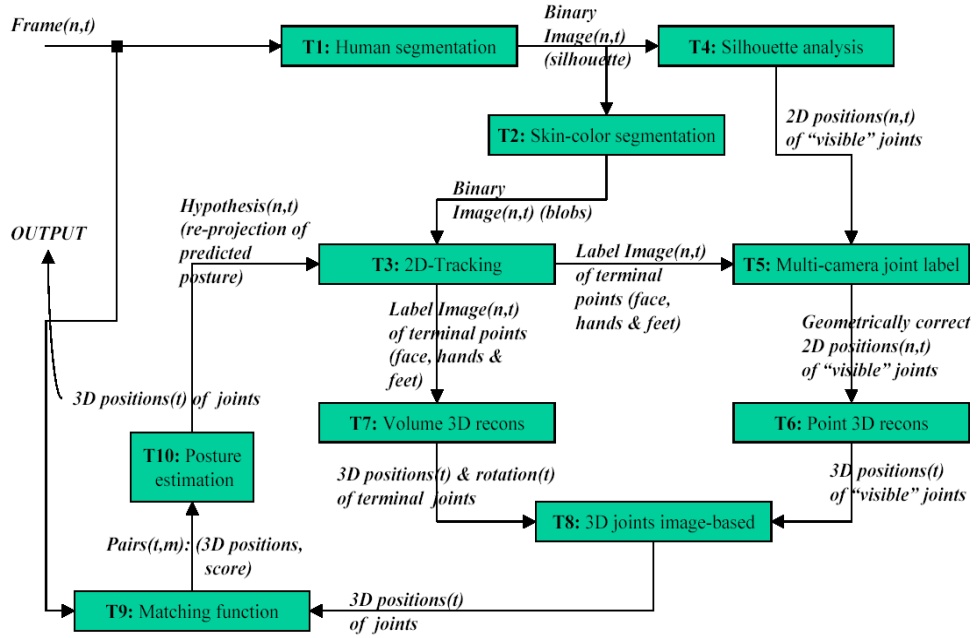 Frame(n,t)
T1: Human segmentation
Binary
Image(n,t)
(silhouette)
T4: Silhouette analysis
T2: Skin-color segmentation
2D positions(n,t)
of “visible” joints
Binary
Image(n,t) (blobs)
Hypothesis(n,t)
(re-projection of
predicted
posture)
OUTPUT
T3: 2D-Tracking
Label Image(n,t)
of terminal
points (face,
hands & feet)
T5: Multi-camera joint label
Label Image(n,t)
of terminal points
(face, hands &
feet)
Geometrically correct
2D positions(n,t)
of “visible” joints
3D positions(t) of joints
T7: Volume 3D recons
T6: Point 3D recons
T10: Posture
estimation
3D positions(t) & rotation(t)
of terminal joints
3D positions(t)
of “visible” joints
T8: 3D joints image-based
Pairs(t,m): (3D positions,
score)
T9: Matching function
3D positions(t)
of joints